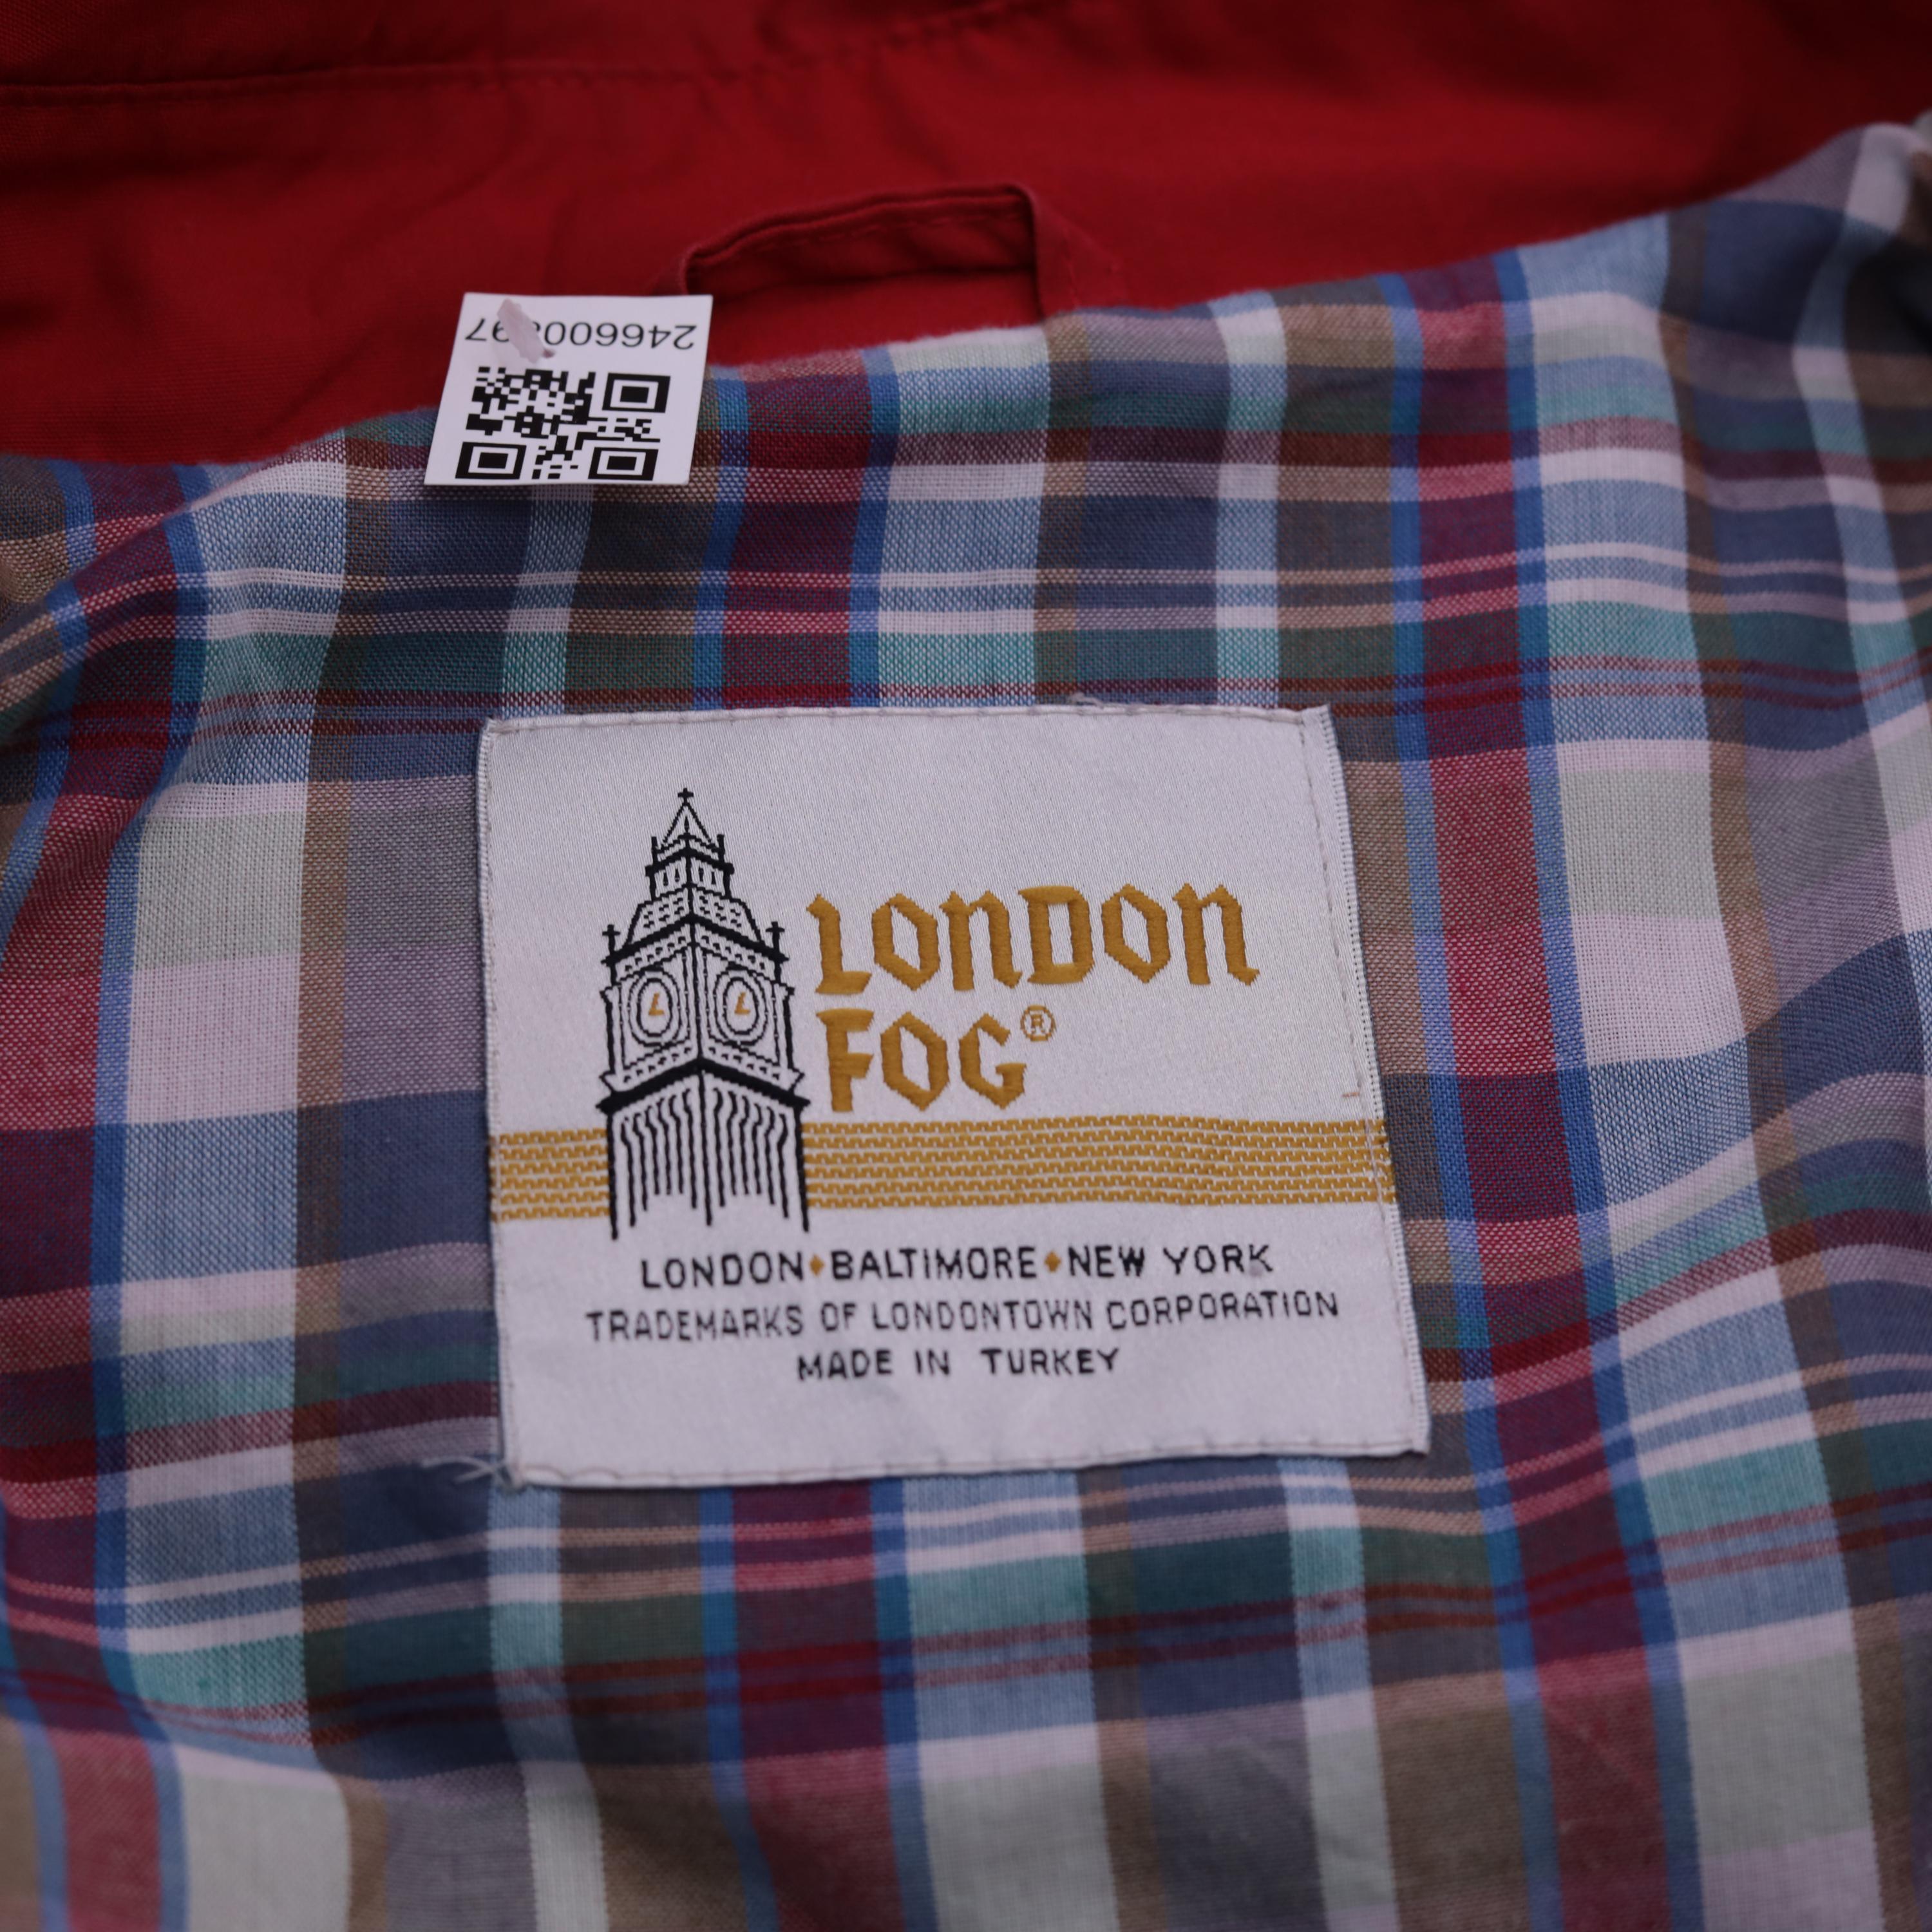 LONDON
FOG®
L L
LONDON♦BALTIMORE♦NEW YORK
TRADEMARKS OF LONDONTOWN CORPORATION
MADE IN TURKEY